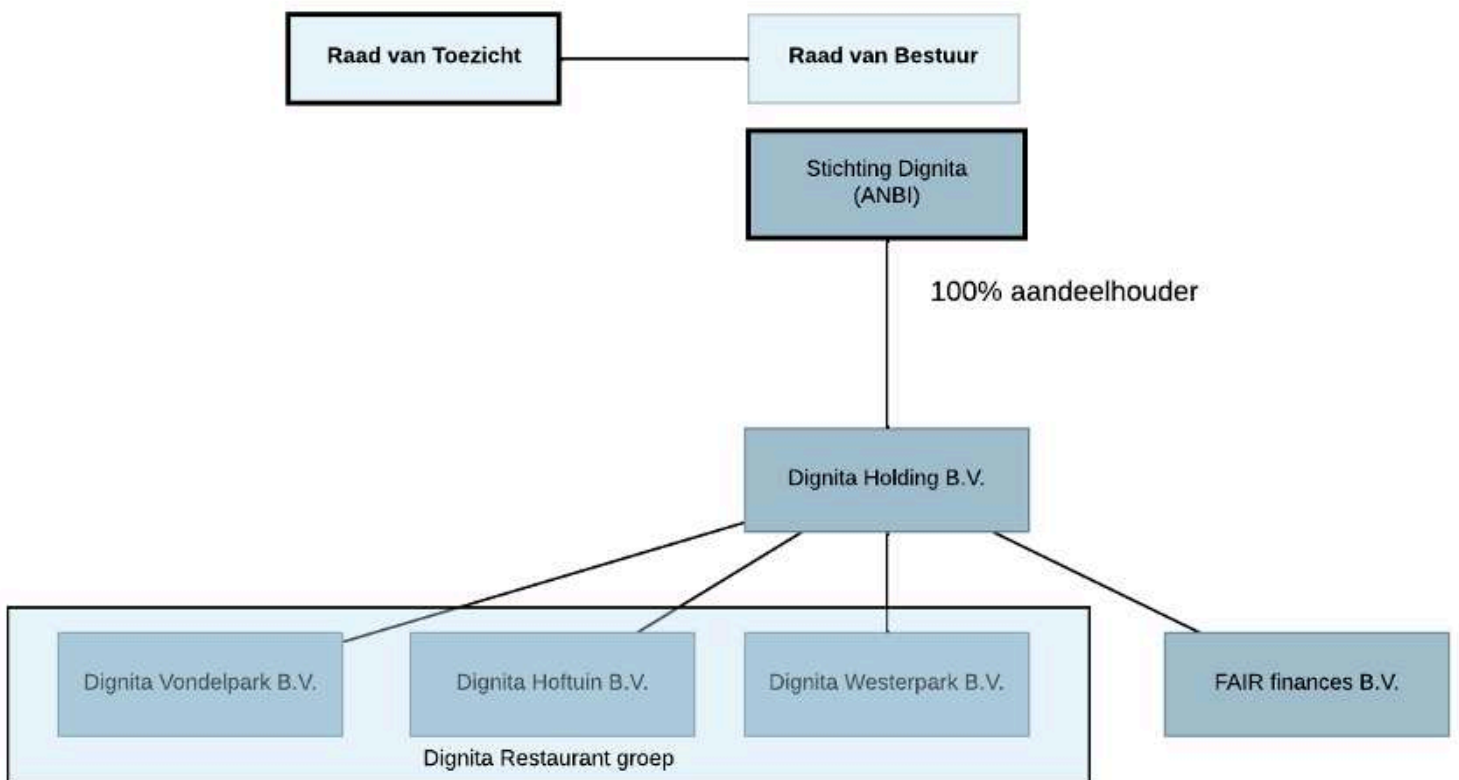 Raad van Toezicht
Raad van Bestuur
Stichting Dignita
(ANBI)
100% aandeelhouder
Dignita Holding B.V.
Dignita Vondelpark B.V.
Dignita Hoftuin B.V.
Dignita Westerpark B.V.
FAIR finances B.V.
Dignita Restaurant groep